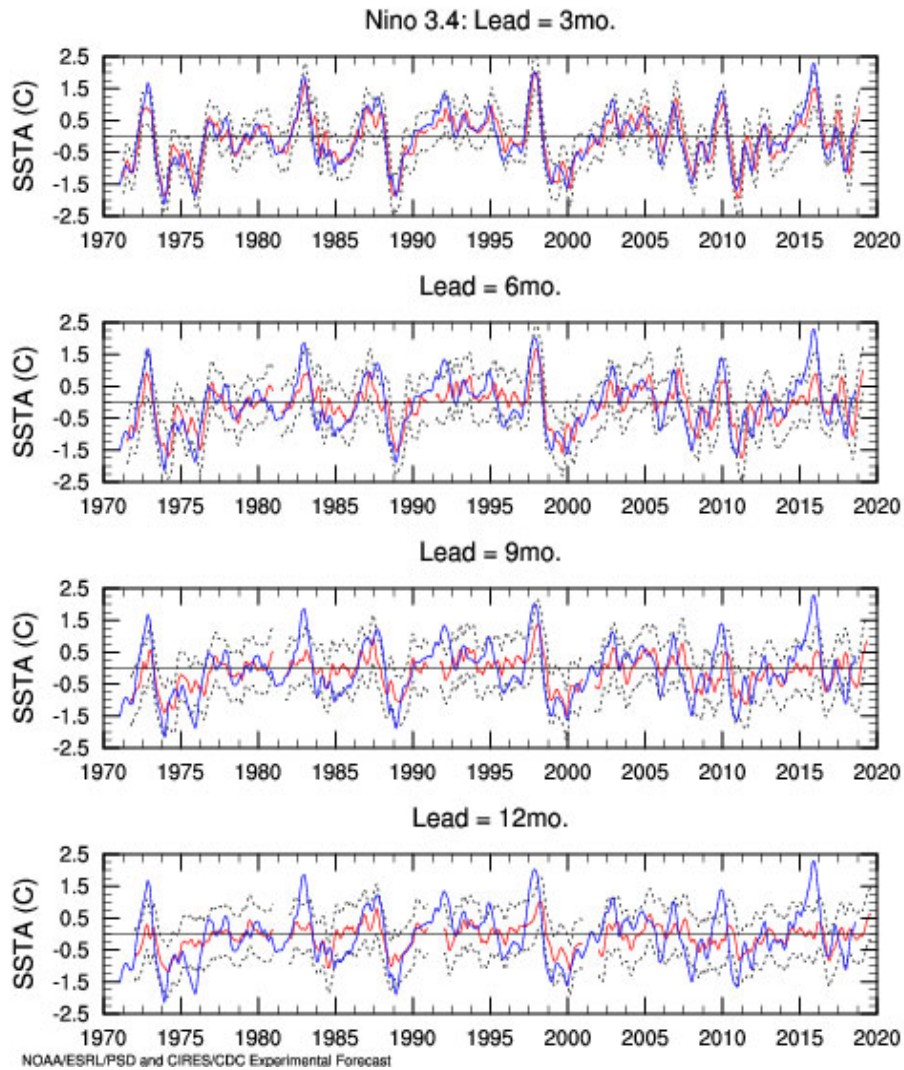 Nino 3.4: Lead = 3mo.
2.5
1.5
0.5
-0.5
-1.5
-2.5
SSTA (C)
1970 1975 1980 1985 1990 1995 2000 2005 2010 2015 2020
Lead = 6mo.
2.5
1.5
0.5
-0.5
-1.5
-2.5
SSTA (C)
1970 1975 1980 1985 1990 1995 2000 2005 2010 2015 2020
Lead = 9mo.
2.5
1.5
0.5
-0.5
-1.5
-2.5
SSTA (C)
1970 1975 1980 1985 1990 1995 2000 2005 2010 2015 2020
Lead = 12mo.
2.5
1.5
0.5
-0.5
-1.5
-2.5
SSTA (C)
1970 1975 1980 1985 1990 1995 2000 2005 2010 2015 2020
NOAA/ESRL/PSD and CIRES/CDC Experimental Forecast